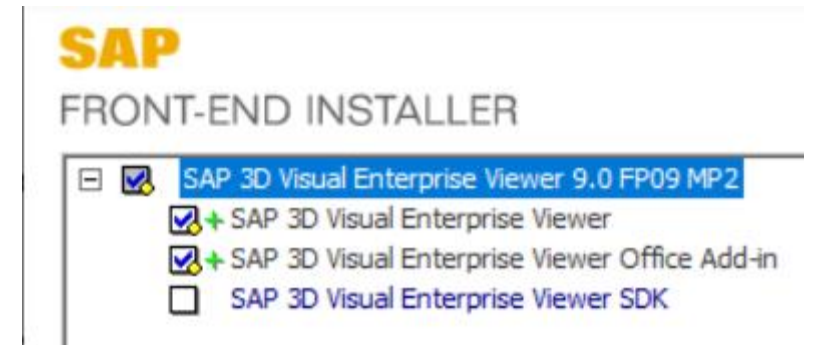 SAP
FRONT-END INSTALLER
SAP 3D Visual Enterprise Viewer 9.0 FP09 MP2
SAP 3D Visual Enterprise Viewer
SAP 3D Visual Enterprise Viewer Office Add-in
SAP 3D Visual Enterprise Viewer SDK